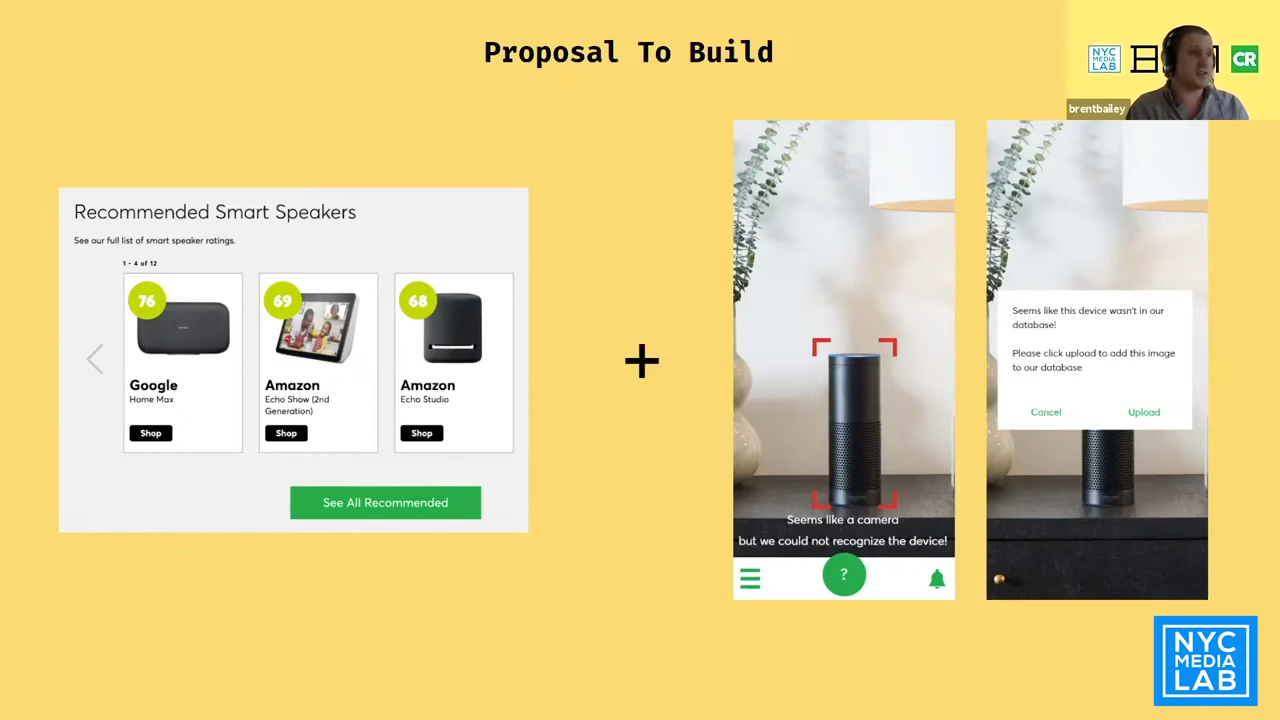 Proposal To Build
NYC
MEDIA
LAB
CR
brentbailey
Recommended Smart Speakers
See our full list of smart speaker ratings.
1 - 4 of 12
76
69
68
Google
Home Max
Shop
Amazon
Echo Show (2nd
Generation)
Shop
Amazon
Echo Studio
Shop
See All Recommended
+
Seems like a camera
but we could not recognize the device!
?
Seems like this device wasn't in our
database!
Please click upload to add this image
to our database
Cancel
Upload
NYC
MEDIA
LAB